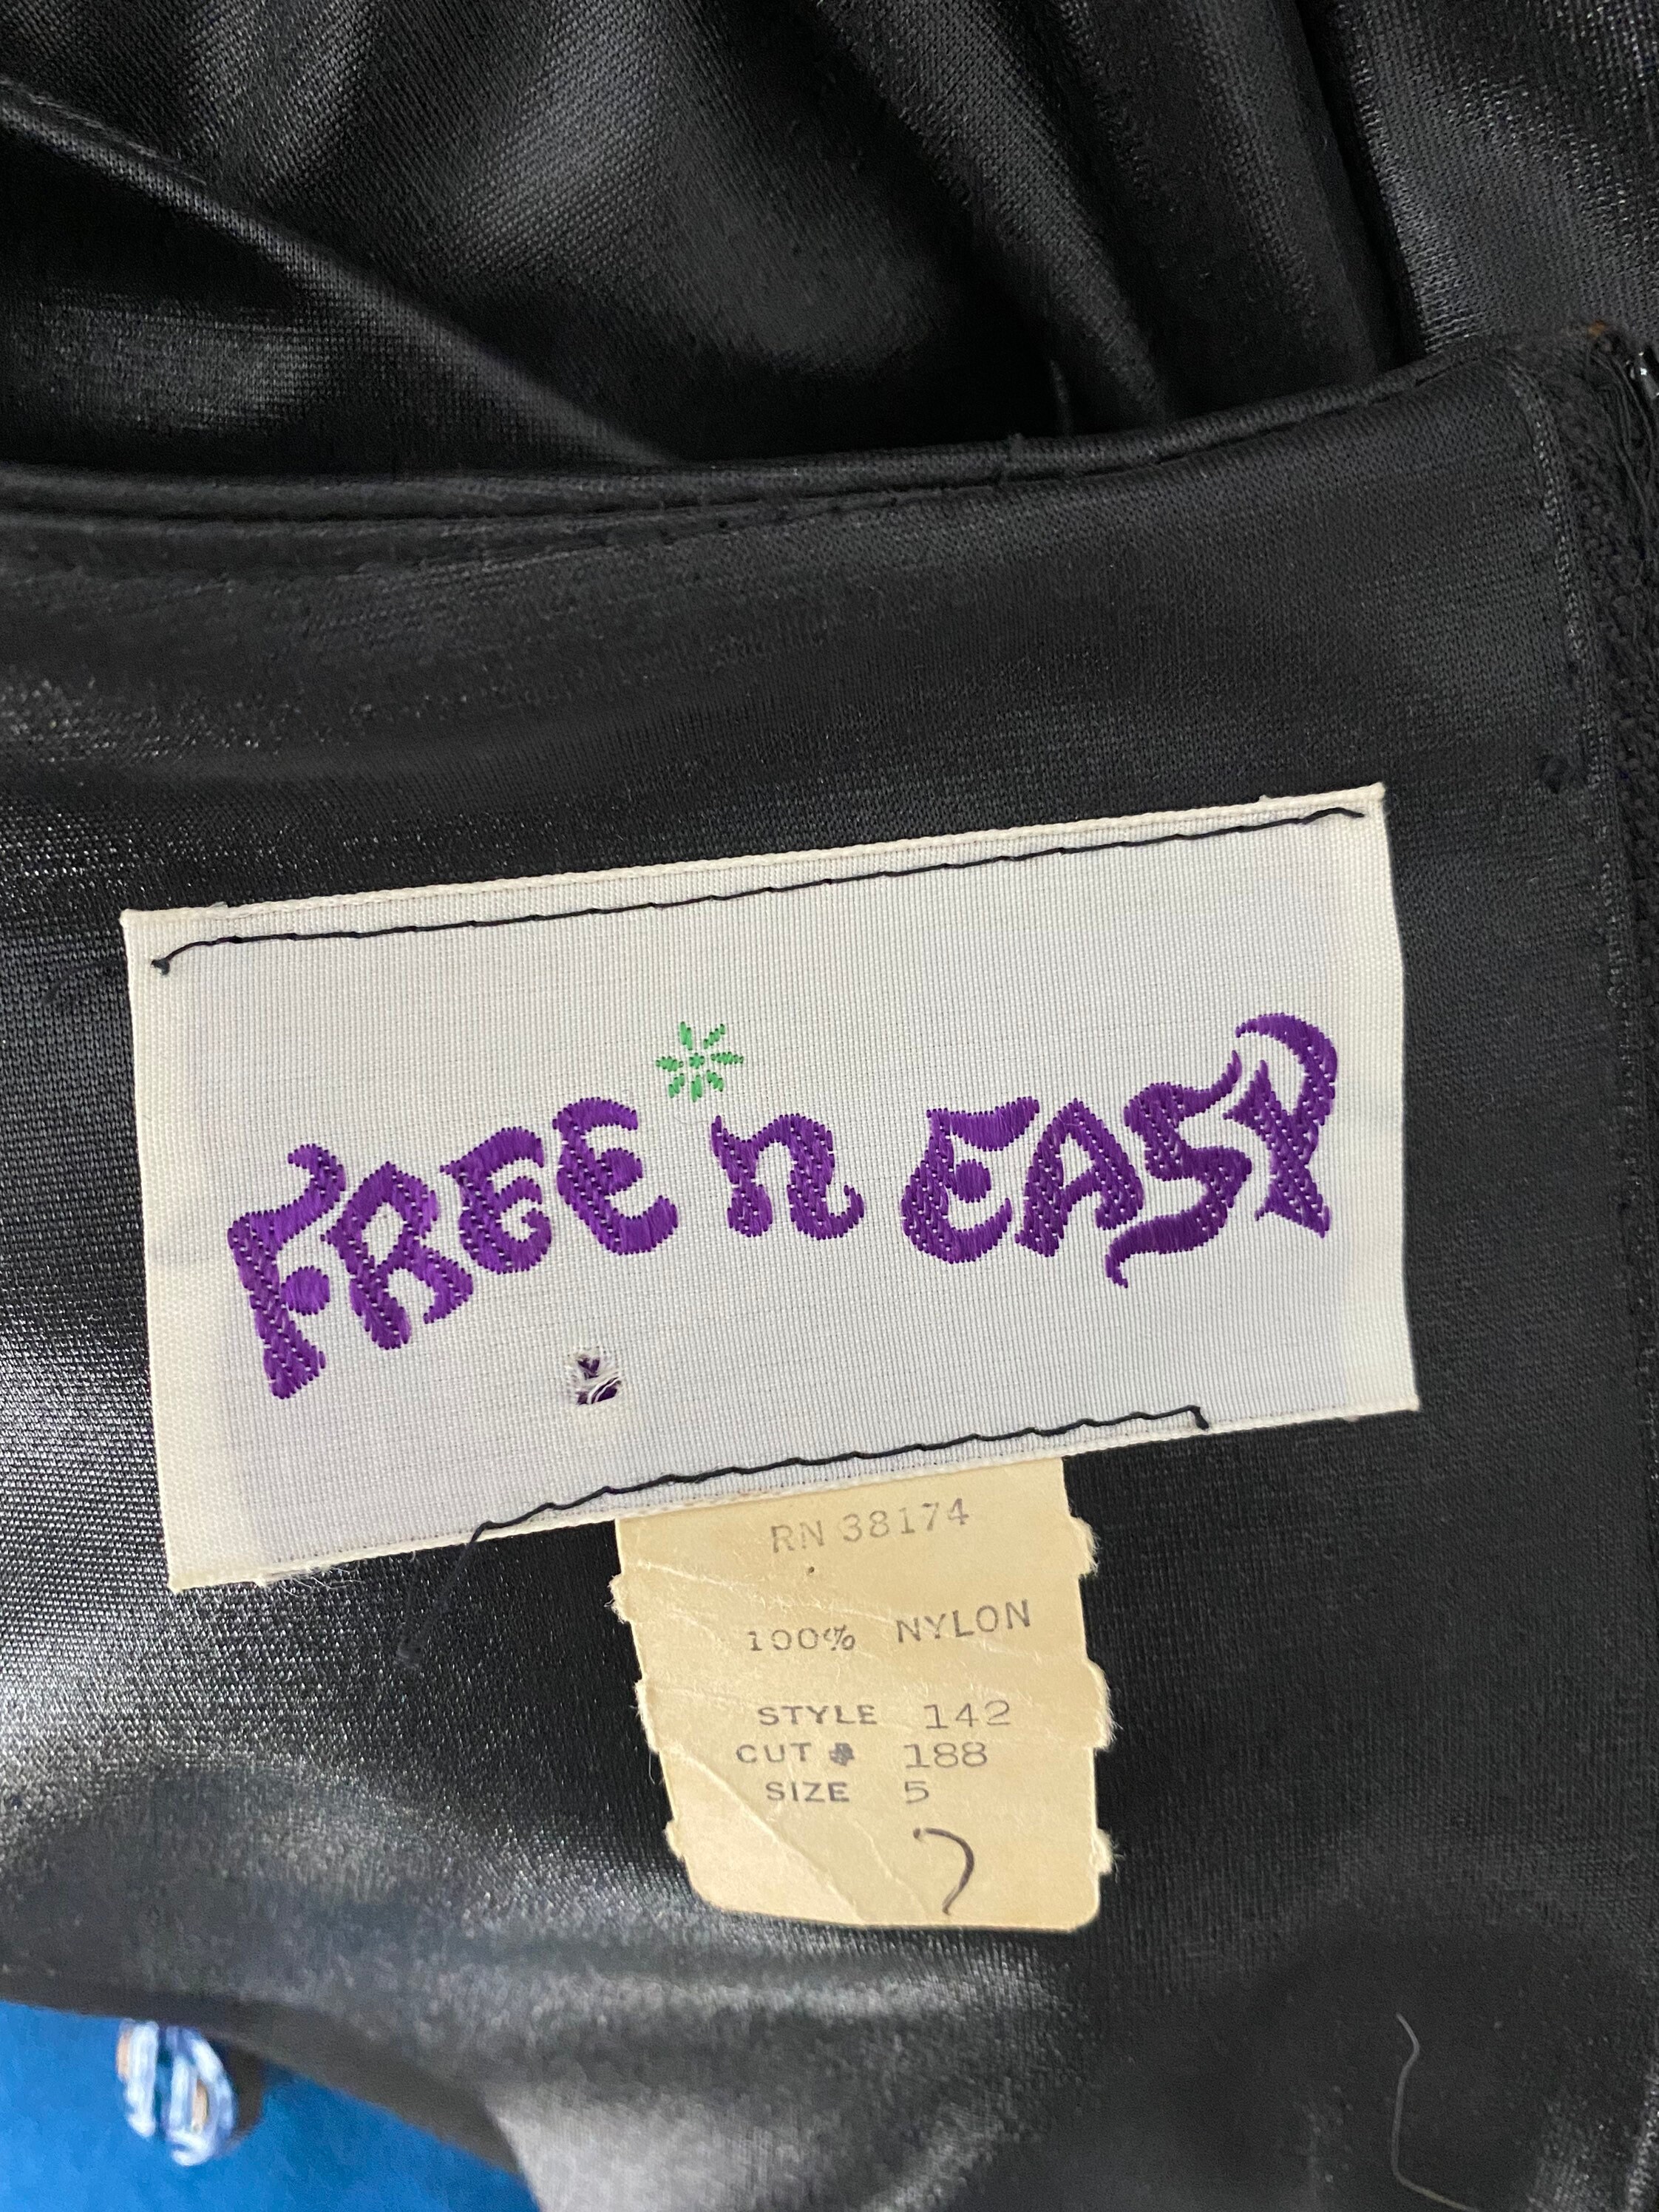 FREE n EASY
RN 38174
100% NYLON
STYLE 142
CUT # 188
SIZE 5